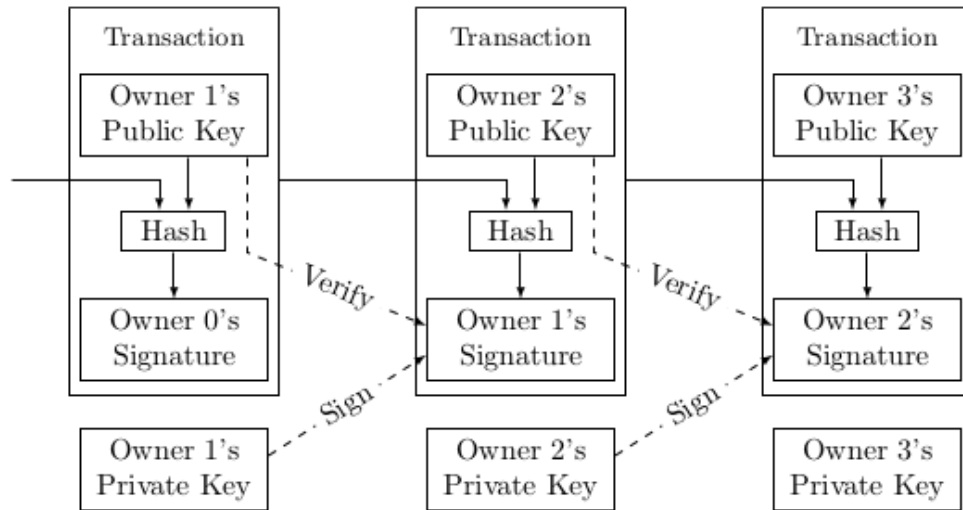 Transaction
Transaction
Transaction
Owner 1's
Public Key
Owner 2's
Public Key
Owner 3's
Public Key
Hash
Hash
Hash
Verify
Verify
Owner 0's
Signature
Owner 1's
Signature
Owner 2's
Signature
Sign
Sign
Owner 1's
Private Key
Owner 2's
Private Key
Owner 3's
Private Key